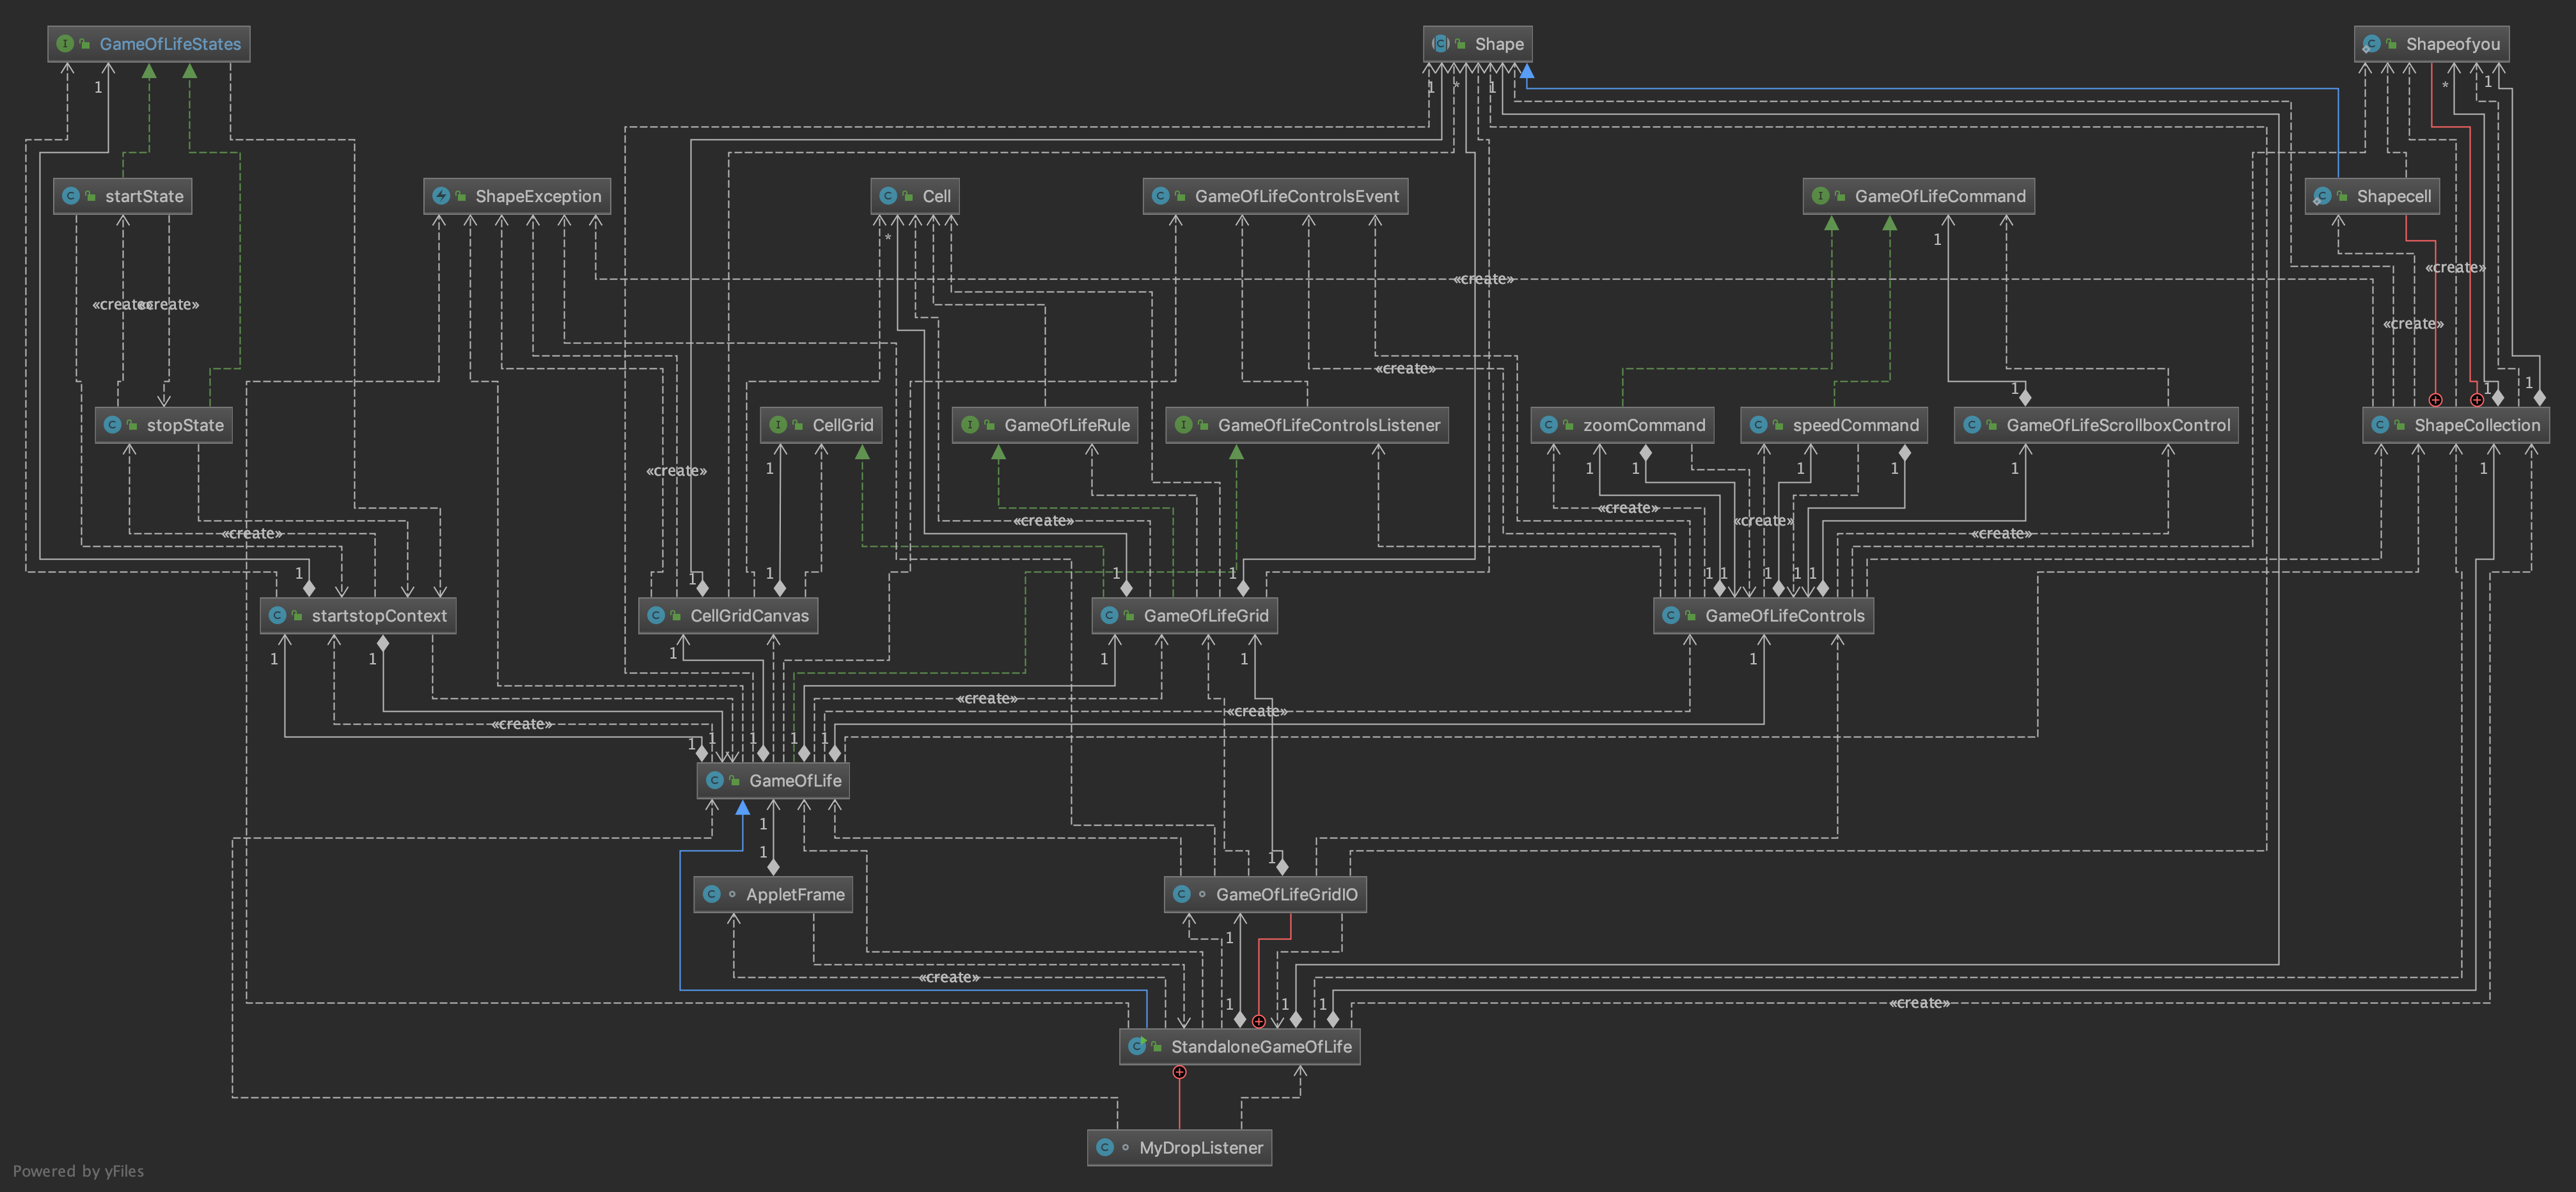 GameOfLifeStates
Shape
Shapeofyou
1
1
*
1
*
1
startState
ShapeException
Cell
GameOfLifeControlsEvent
GameOfLifeCommand
Shapecell
*
1
«create»
«create»
«create»
«create»
«create»
«create»
1
1
1
stopState
CellGrid
GameOfLifeRule
GameOfLifeControlsListener
zoomCommand
speedCommand
GameOfLifeScrollboxControl
ShapeCollection
«create»
1
1
1
1
1
1
«create»
«create»
«create»
«create»
«create»
1
1
1
1
1
1
1
1
1
1
startstopContext
CellGridCanvas
GameOfLifeGrid
GameOfLifeControls
1
1
1
1
1
1
«create»
«create»
«create»
1
1
1
1
1
GameOfLife
1
1
1
AppletFrame
GameOfLifeGridIO
1
«create»
1
1
1
«create»
StandaloneGameOfLife
MyDropListener
Powered by yFiles